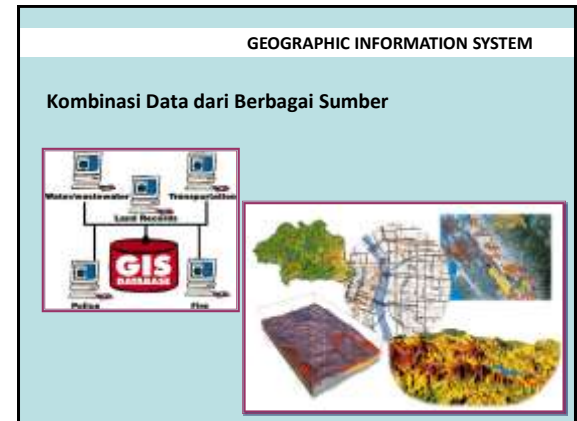 GEOGRAPHIC INFORMATION SYSTEM
Kombinasi Data dari Berbagai Sumber
Water/wastewater
Transportation
Land Records
GIS
DATABASE
Police
Fire